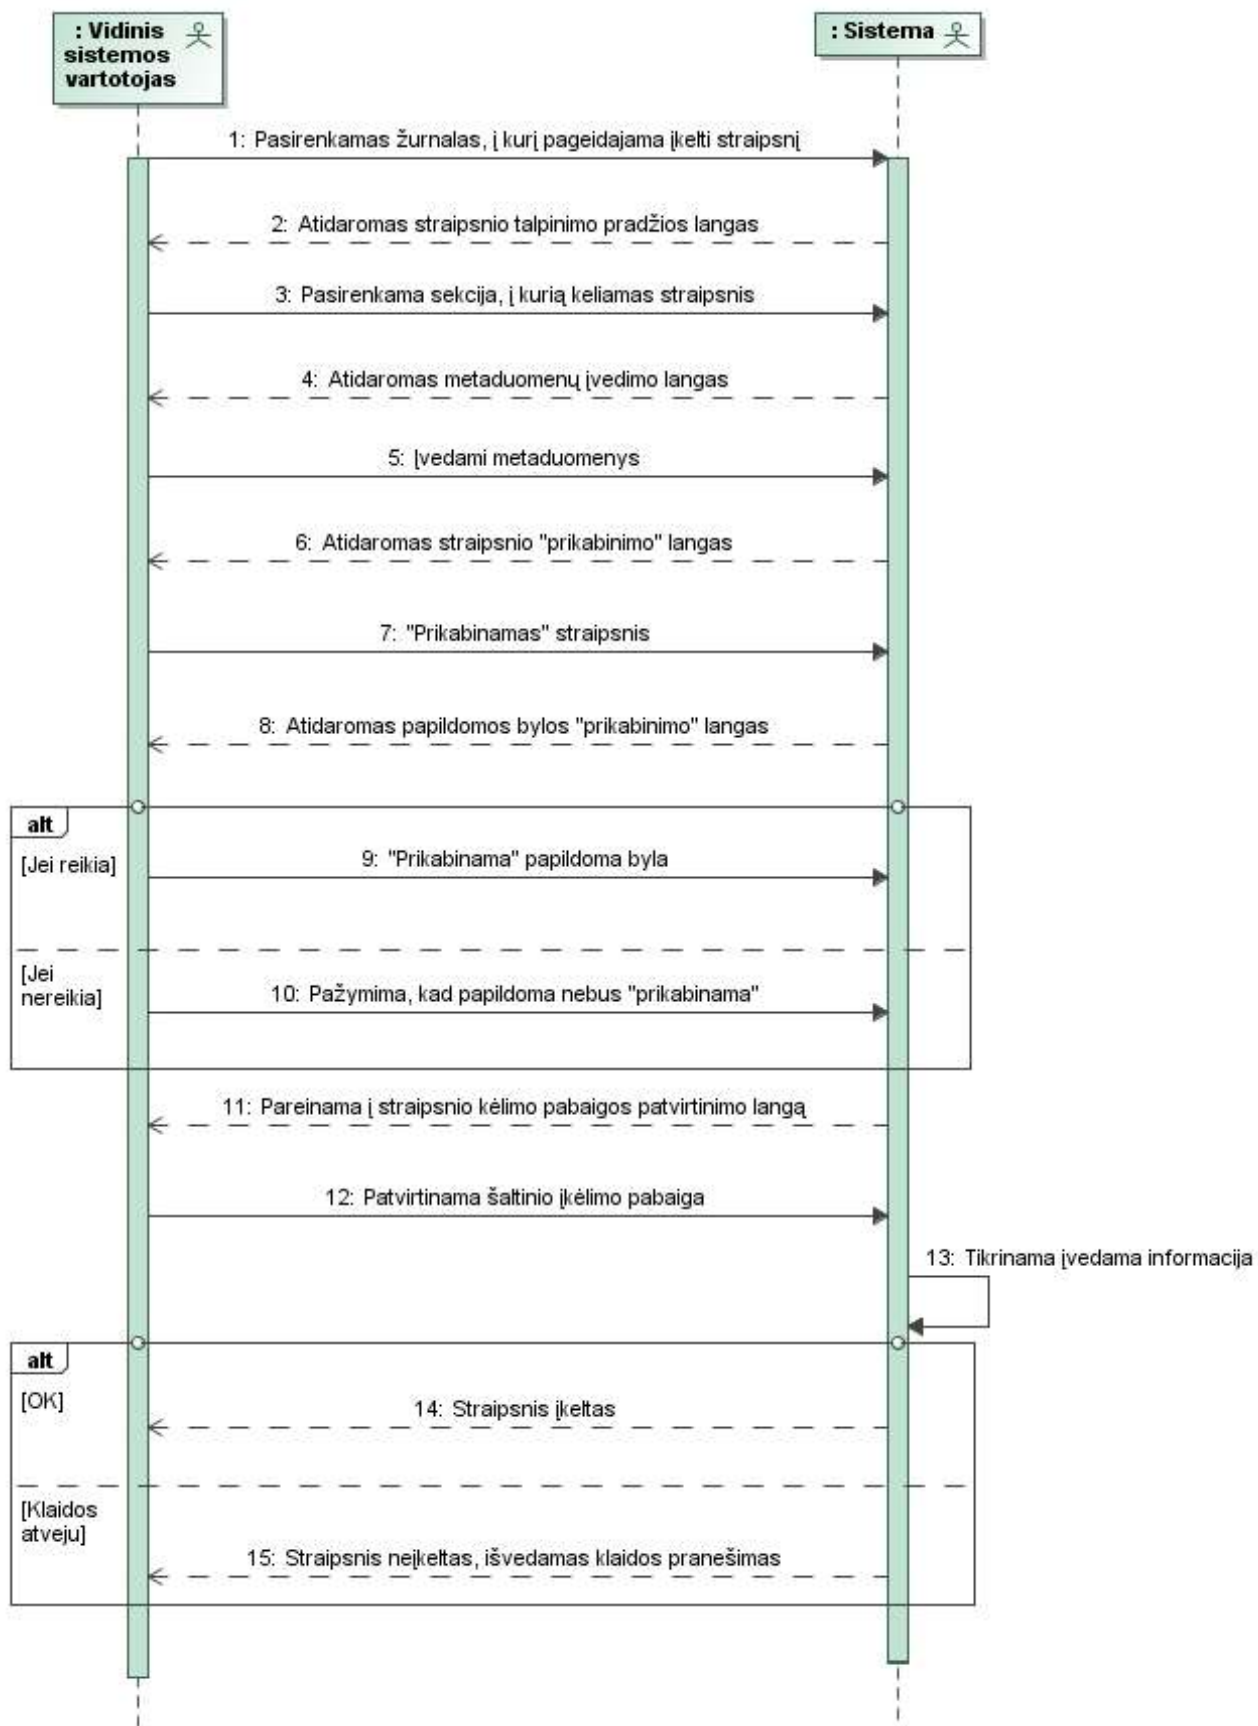 : Vidinis
sistemos
vartotojas
: Sistema
1: Pasirenkamas žurnalas, į kurį pageidajama įkelti straipsnį
2: Atidaromas straipsnio talpinimo pradžios langas
3: Pasirenkama sekcija, į kurią keliamas straipsnis
4: Atidaromas metaduomenų įvedimo langas
5: Įvedami metaduomenys
6: Atidaromas straipsnio "prikabinimo" langas
7: "Prikabinamas" straipsnis
8: Atidaromas papildomos bylos "prikabinimo" langas
alt
[Jei reikia]
9: "Prikabinama" papildoma byla
[Jei
nereikia]
10: Pažymima, kad papildoma nebus "prikabinama"
11: Pareinama į straipsnio kėlimo pabaigos patvirtinimo langą
12: Patvirtinama šaltinio įkėlimo pabaiga
13: Tikrinama įvedama informacija
alt
[OK]
14: Straipsnis įkeltas
[Klaidos
atveju]
15: Straipsnis neįkeltas, išvedamas klaidos pranešimas